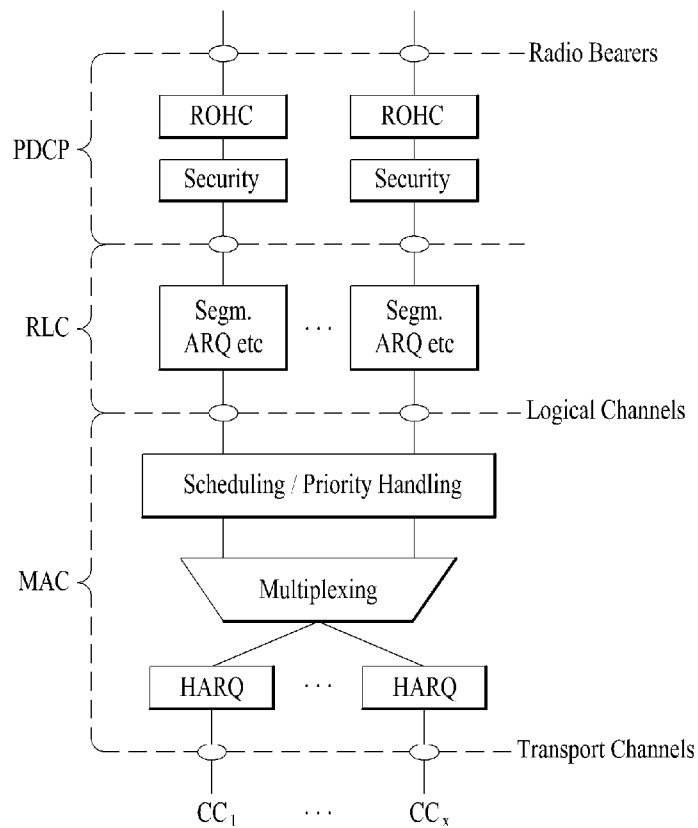 Radio Bearers
ROHC ROHC
PDCP
Security Security
Segm. Segm.
RLC
ARQ etc ... ARQ etc
Logical Channels
Scheduling / Priority Handling
MAC
Multiplexing
HARQ ... HARQ
Transport Channels
CC1 ... CCx